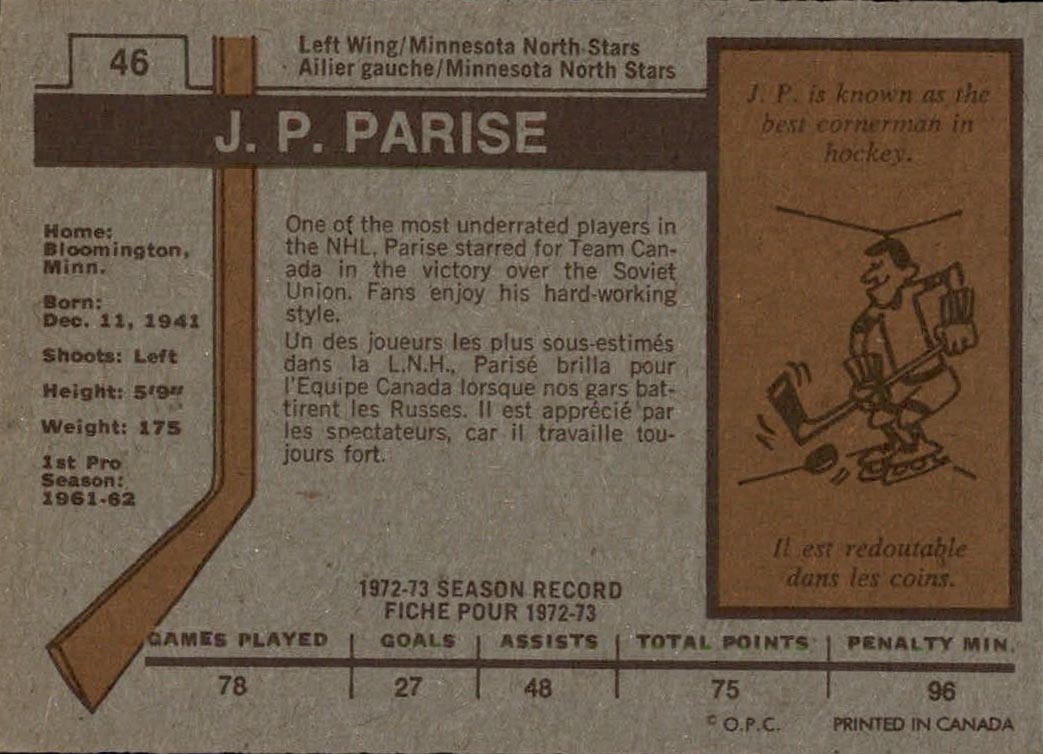 46
Left Wing/Minnesota North Stars
Ailier gauche/Minnesota North Stars
J. P. PARISE
Home:
Bloomington,
Minn.
Born:
Dec. 11, 1941
Shoots: Left
Height: 5'9"
Weight: 175
1st Pro
Season:
1961-62
One of the most underrated players in
the NHL, Parise starred for Team Can-
ada in the victory over the Soviet
Union. Fans enjoy his hard-working
style.
Un des joueurs les plus sous-estimés
dans la L.N.H., Parisé brilla pour
l'Equipe Canada lorsque nos gars bat-
tirent les Russes. Il est apprécié par
les spectateurs, car il travaille tou-
jours fort.
J. P. is known as the
best cornerman in
hockey.
Il est redoutable
dans les coins.
1972-73 SEASON RECORD
FICHE POUR 1972-73
GAMES PLAYED GOALS ASSISTS TOTAL POINTS PENALTY MIN.
78 27 48 75 96
© O.P.C. PRINTED IN CANADA